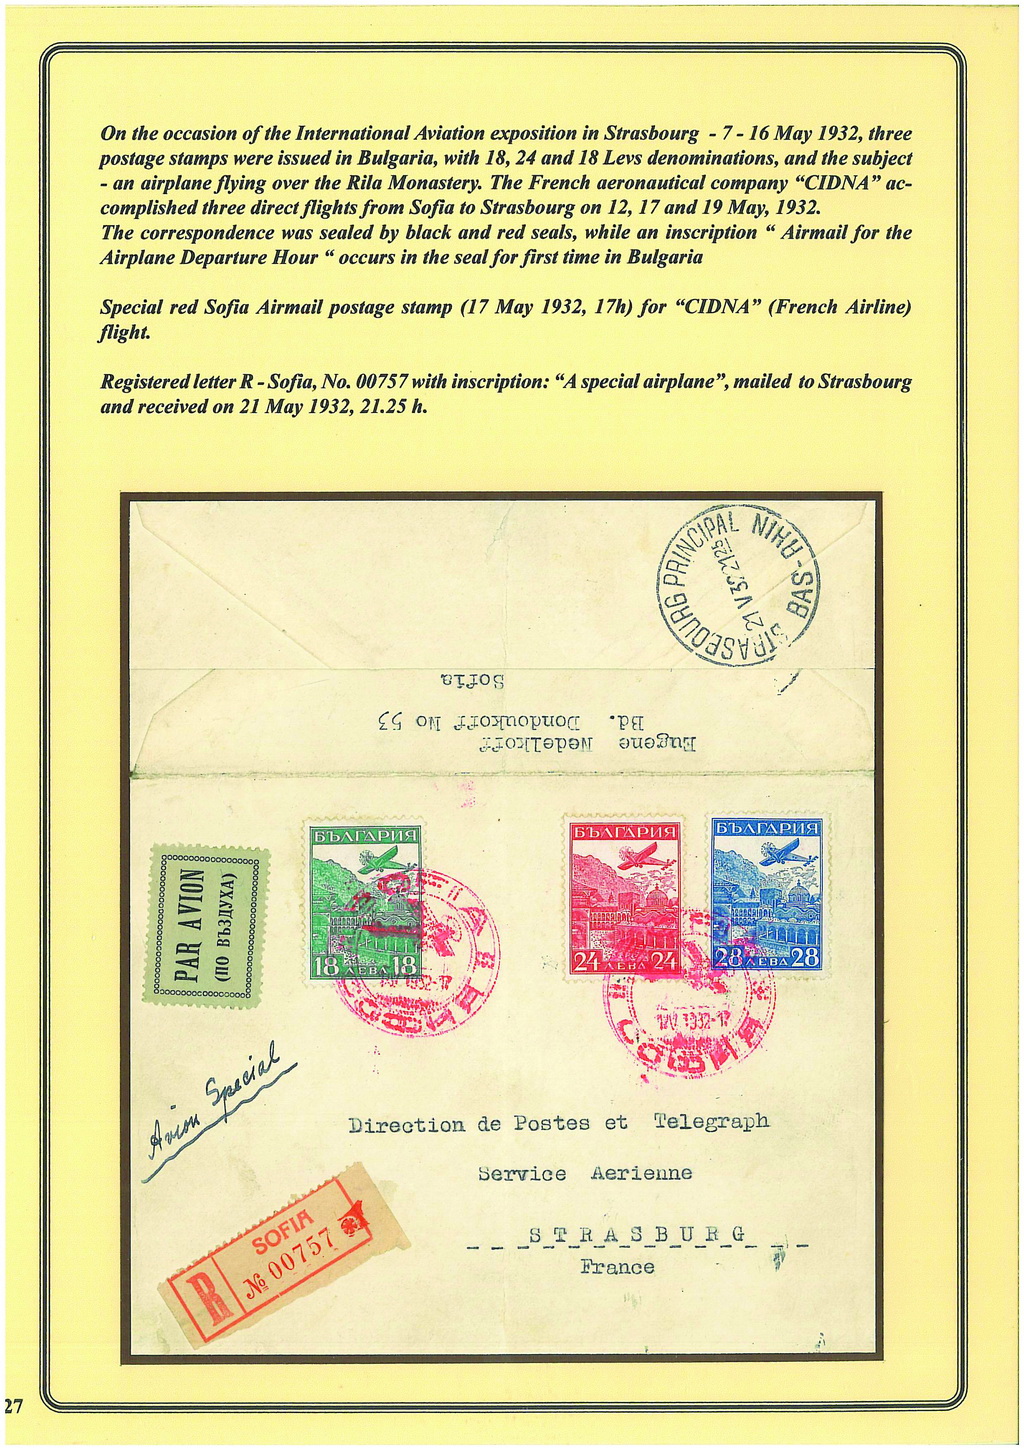 On the occasion of the International Aviation exposition in Strasbourg - 7 - 16 May 1932, three
postage stamps were issued in Bulgaria, with 18, 24 and 18 Levs denominations, and the subject
- an airplane flying over the Rila Monastery. The French aeronautical company “CIDNA” ac-
complished three direct flights from Sofia to Strasbourg on 12, 17 and 19 May, 1932.
The correspondence was sealed by black and red seals, while an inscription “ Airmail for the
Airplane Departure Hour “ occurs in the seal for first time in Bulgaria
Special red Sofia Airmail postage stamp (17 May 1932, 17h) for “CIDNA” (French Airline)
flight.
Registered letter R - Sofia, No. 00757 with inscription: “A special airplane”, mailed to Strasbourg
and received on 21 May 1932, 21.25 h.
STRASBOURG PRINCIPAL
BAS-RHIN
21 V 32 2125
Eugene Nedelkoff
Bd. Dondoukoff No 53
Sofia
PAR AVION
(ПО ВЪЗДУХА)
БЪЛГАРИЯ
18 ЛЕВА 18
БЪЛГАРИЯ
24 ЛЕВА 24
БЪЛГАРИЯ
28 ЛЕВА 28
СОФИЯ
СОФИЯ
Avion Special
Direction de Postes et Telegraph
Service Aerienne
STRASBURG
France
R
SOFIA
№ 00757
27